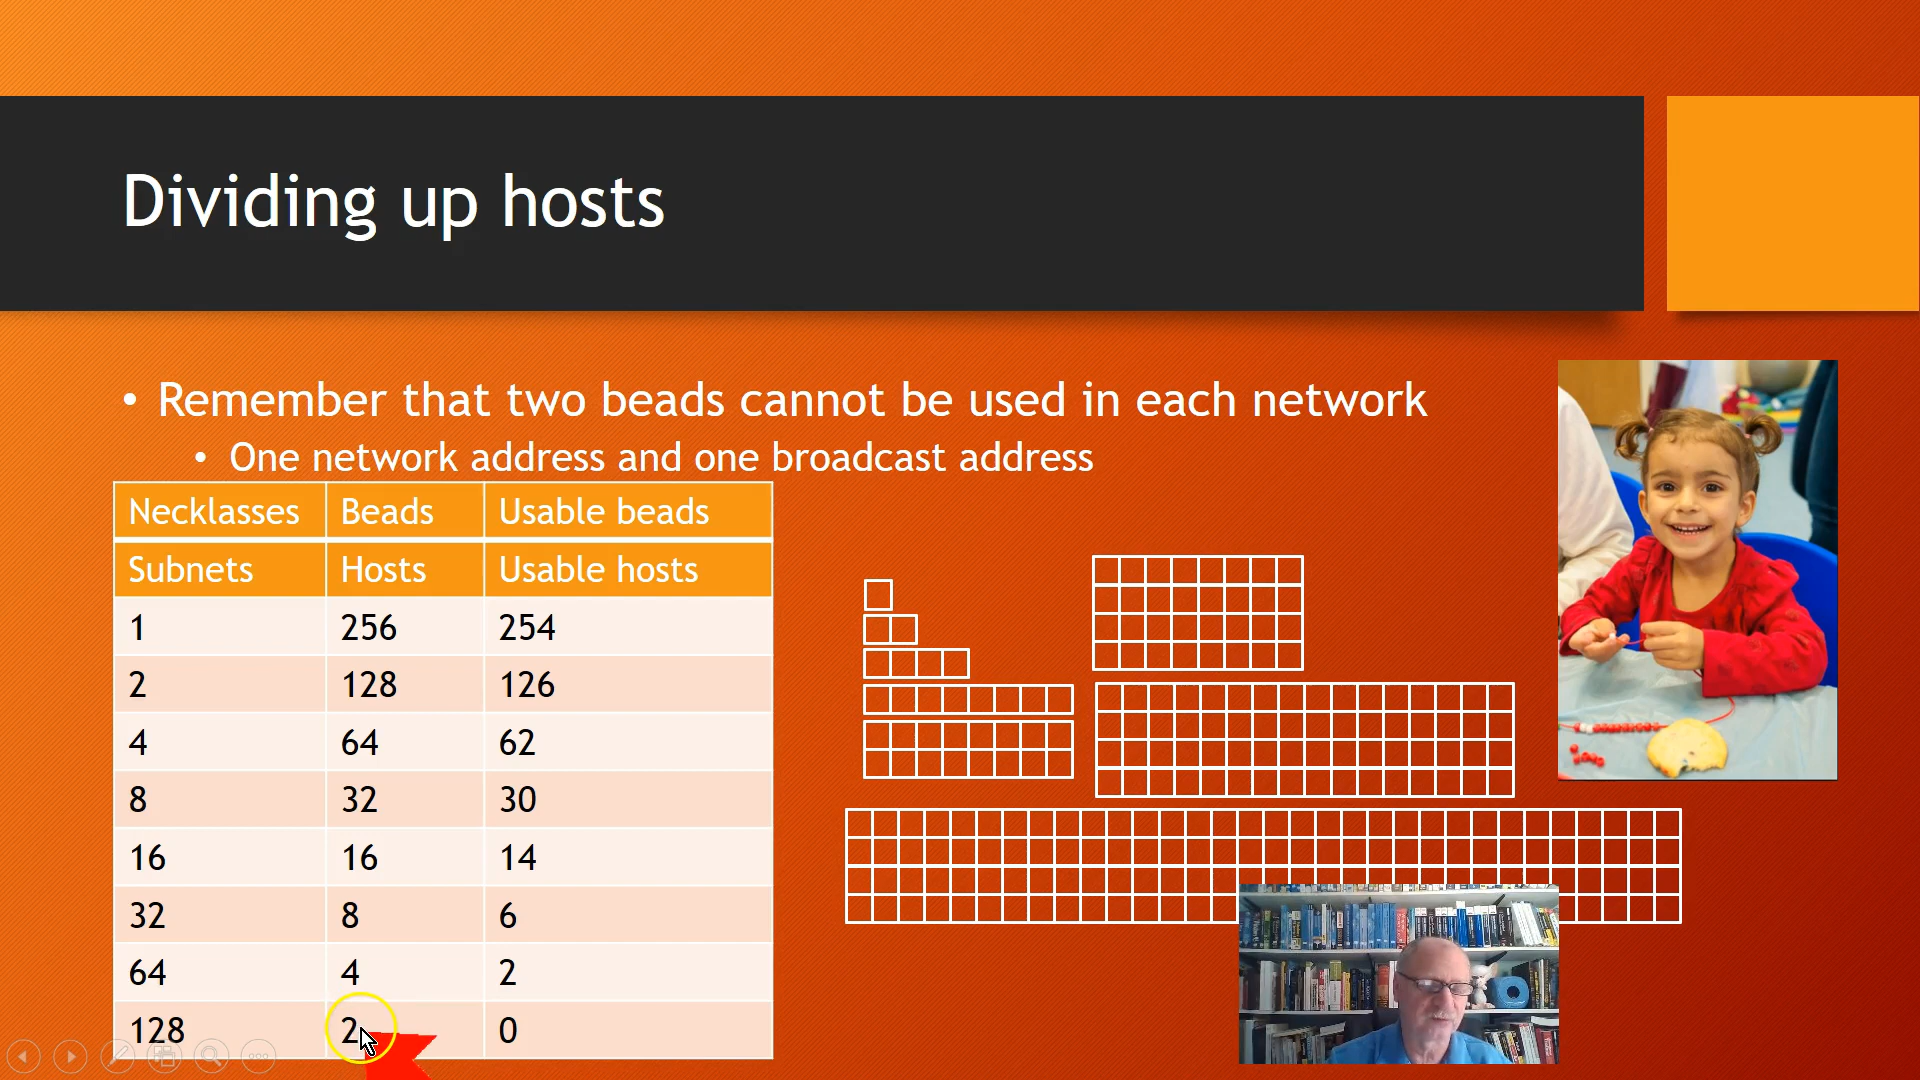 Dividing up hosts
• Remember that two beads cannot be used in each network
• One network address and one broadcast address
Necklasses Beads Usable beads
Subnets Hosts Usable hosts
1 256 254
2 128 126
4 64 62
8 32 30
16 16 14
32 8 6
64 4 2
128 2 0